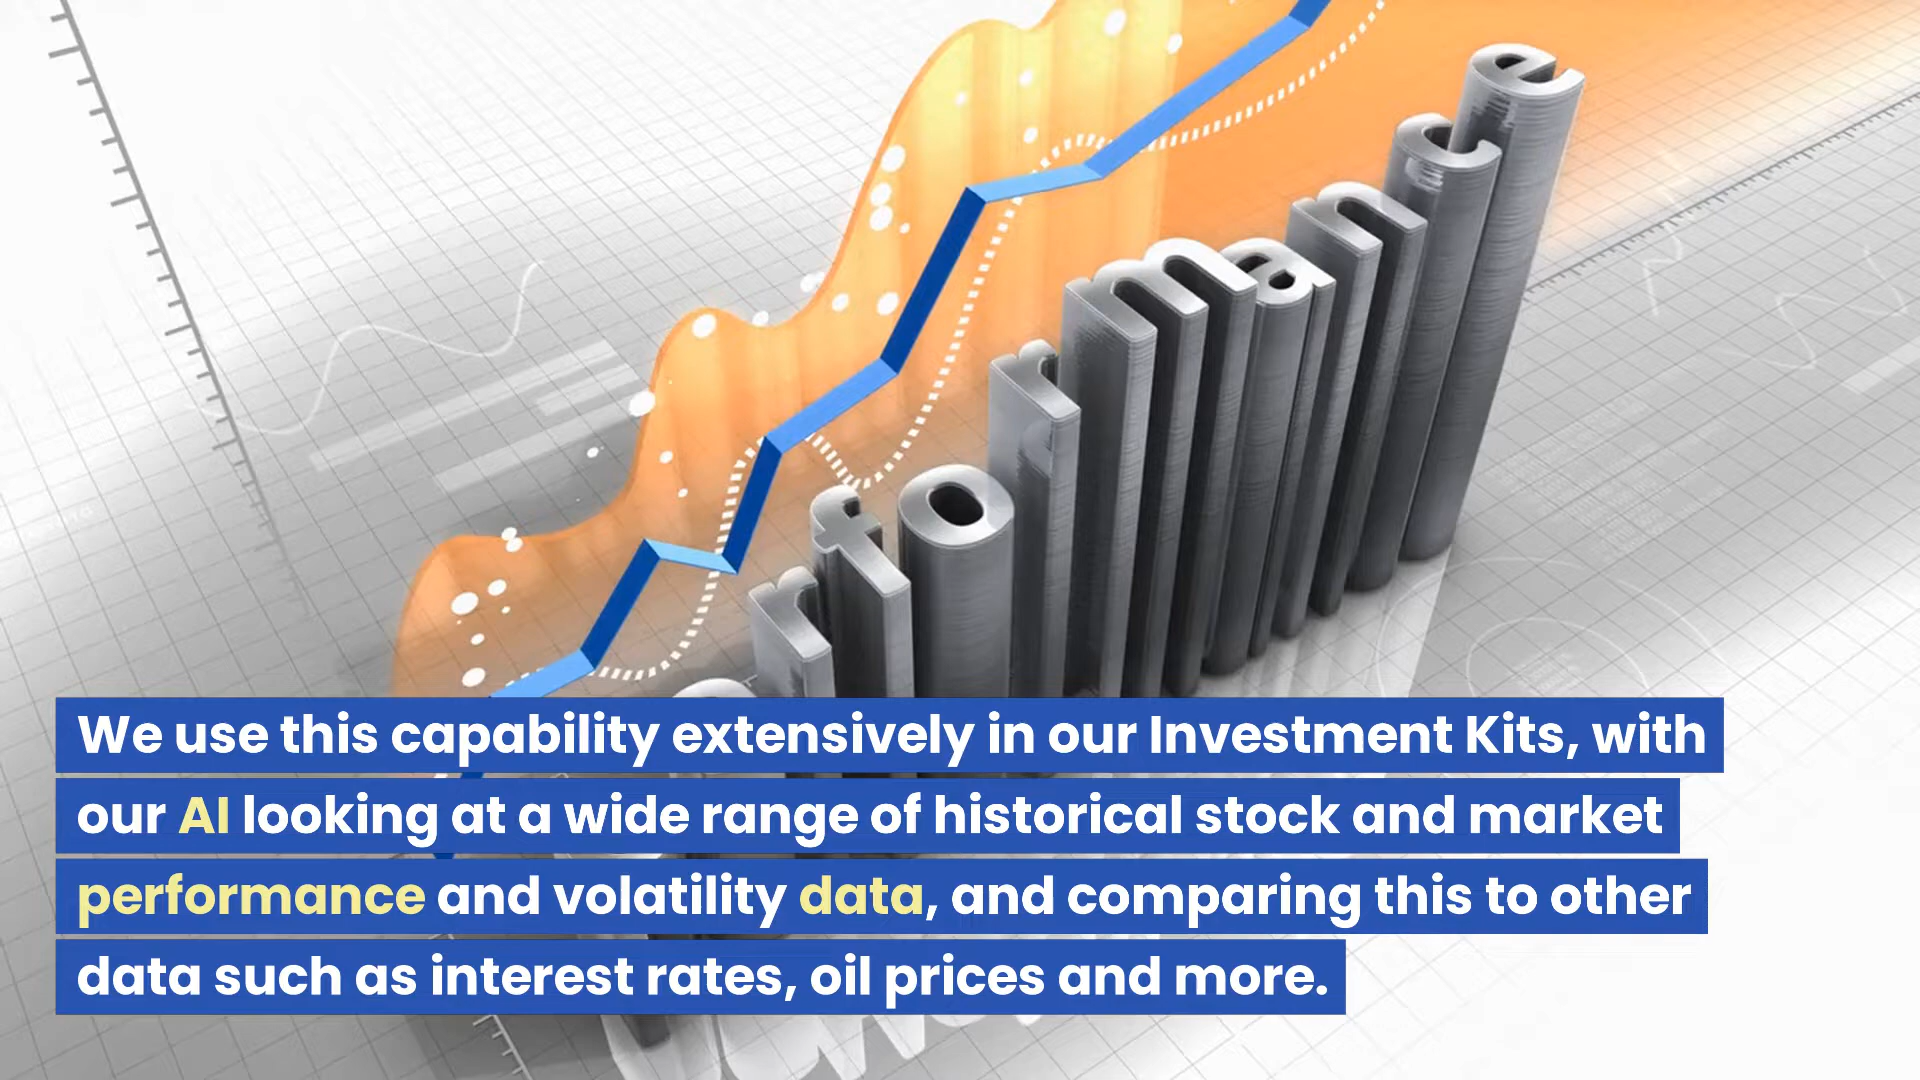 rformance
We use this capability extensively in our Investment Kits, with
our AI looking at a wide range of historical stock and market
performance and volatility data, and comparing this to other
data such as interest rates, oil prices and more.